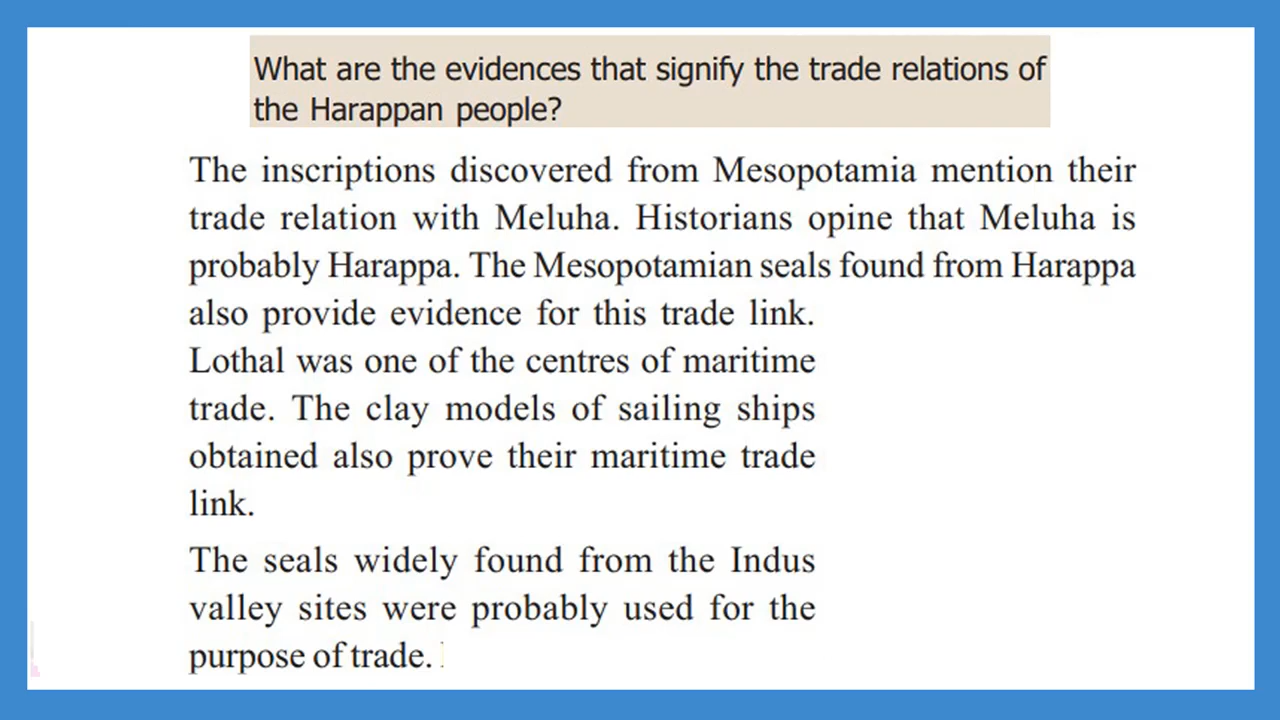 What are the evidences that signify the trade relations of
the Harappan people?
The inscriptions discovered from Mesopotamia mention their
trade relation with Meluha. Historians opine that Meluha is
probably Harappa. The Mesopotamian seals found from Harappa
also provide evidence for this trade link.
Lothal was one of the centres of maritime
trade. The clay models of sailing ships
obtained also prove their maritime trade
link.
The seals widely found from the Indus
valley sites were probably used for the
purpose of trade.